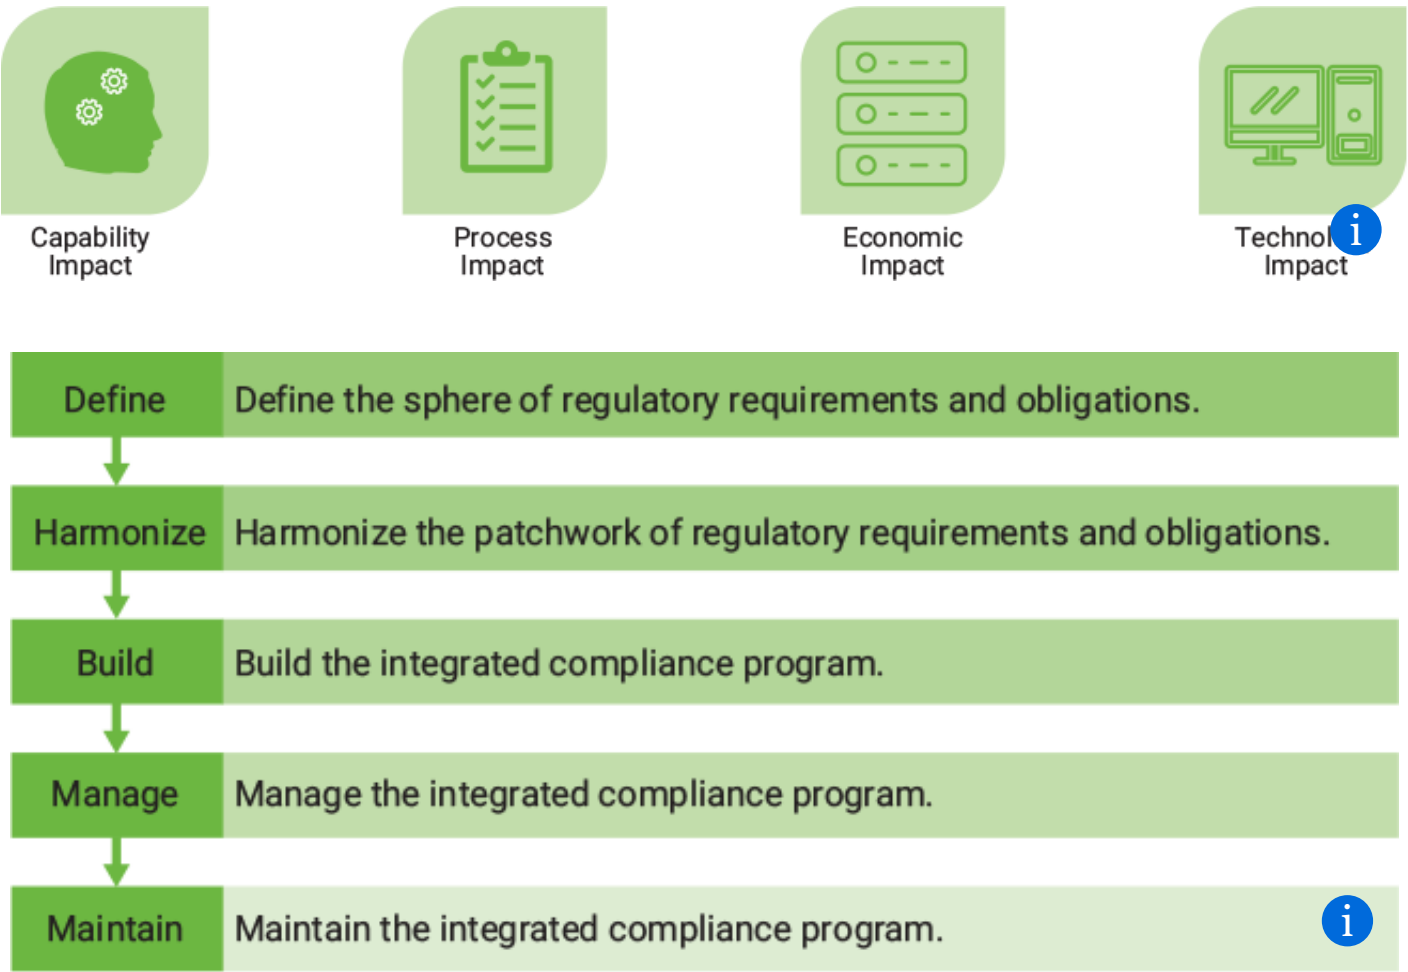 Capability
Impact
Process
Impact
Economic
Impact
Impact
i
Define
Define the sphere of regulatory requirements and obligations.
Harmonize
Harmonize the patchwork of regulatory requirements and obligations.
Build
Build the integrated compliance program.
Manage
Manage the integrated compliance program.
Maintain
Maintain the integrated compliance program.
i